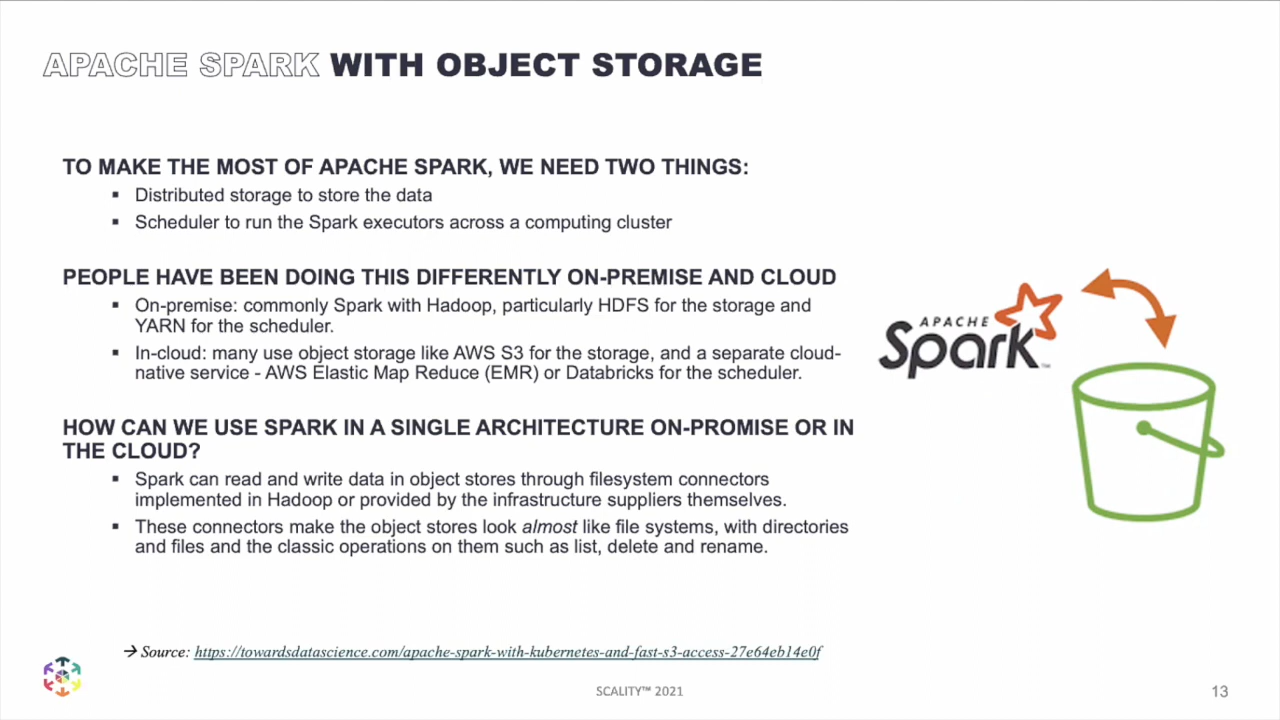 APACHE SPARK WITH OBJECT STORAGE
TO MAKE THE MOST OF APACHE SPARK, WE NEED TWO THINGS:
▪ Distributed storage to store the data
▪ Scheduler to run the Spark executors across a computing cluster
PEOPLE HAVE BEEN DOING THIS DIFFERENTLY ON-PREMISE AND CLOUD
▪ On-premise: commonly Spark with Hadoop, particularly HDFS for the storage and
YARN for the scheduler.
▪ In-cloud: many use object storage like AWS S3 for the storage, and a separate cloud-
native service - AWS Elastic Map Reduce (EMR) or Databricks for the scheduler.
HOW CAN WE USE SPARK IN A SINGLE ARCHITECTURE ON-PROMISE OR IN
THE CLOUD?
▪ Spark can read and write data in object stores through filesystem connectors
implemented in Hadoop or provided by the infrastructure suppliers themselves.
▪ These connectors make the object stores look almost like file systems, with directories
and files and the classic operations on them such as list, delete and rename.
APACHE
Spark™
→ Source: https://towardsdatascience.com/apache-spark-with-kubernetes-and-fast-s3-access-27e64eb14e0f
SCALITY™ 2021
13